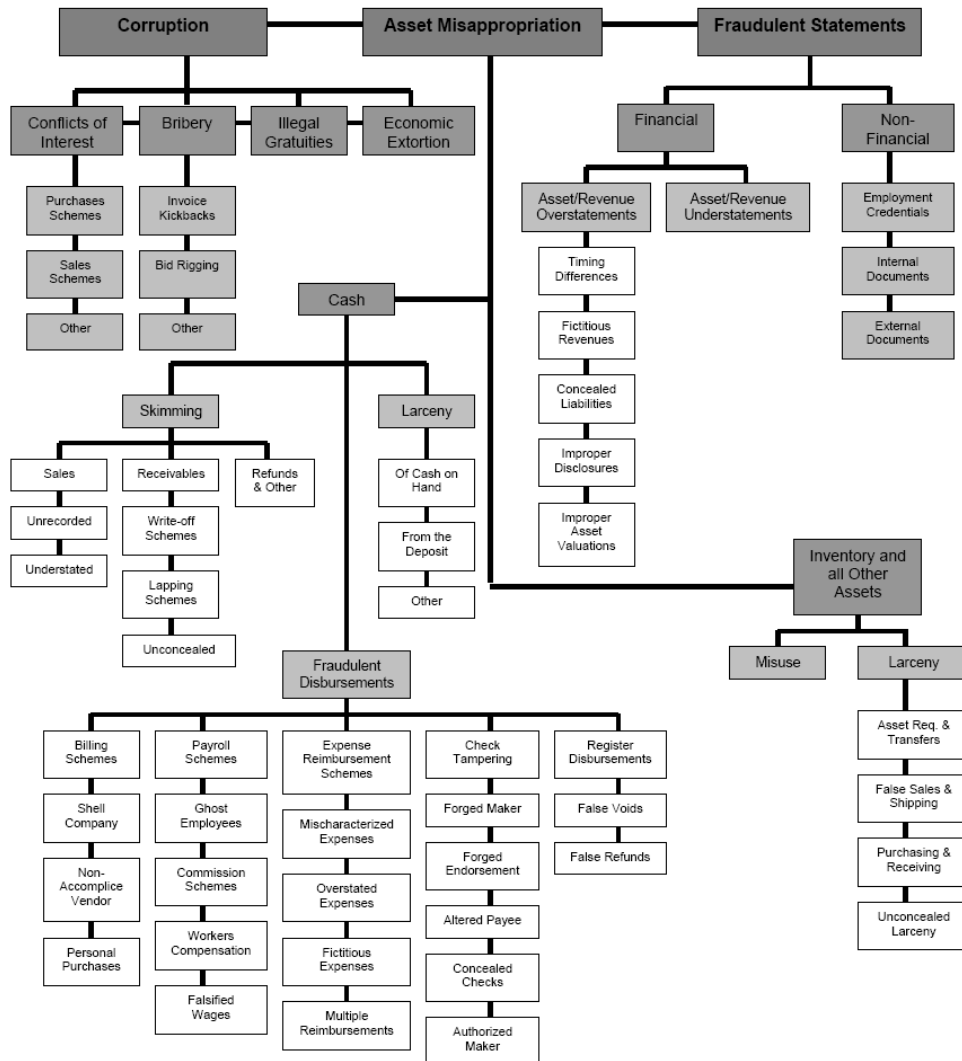 Corruption
Asset Misappropriation
Fraudulent Statements
Conflicts of
Interest
Bribery
Illegal
Gratuities
Economic
Extortion
Financial
Non-
Financial
Purchases
Schemes
Sales
Schemes
Other
Invoice
Kickbacks
Bid Rigging
Other
Asset/Revenue
Overstatements
Asset/Revenue
Understatements
Timing
Differences
Fictitious
Revenues
Concealed
Liabilities
Improper
Disclosures
Improper
Asset
Valuations
Employment
Credentials
Internal
Documents
External
Documents
Cash
Skimming
Larceny
Sales
Unrecorded
Understated
Receivables
Write-off
Schemes
Lapping
Schemes
Unconcealed
Refunds
& Other
Of Cash on
Hand
From the
Deposit
Other
Inventory and
all Other
Assets
Misuse
Larceny
Asset Req. &
Transfers
False Sales &
Shipping
Purchasing &
Receiving
Unconcealed
Larceny
Fraudulent
Disbursements
Billing
Schemes
Shell
Company
Non-
Accomplice
Vendor
Personal
Purchases
Payroll
Schemes
Ghost
Employees
Commission
Schemes
Workers
Compensation
Falsified
Wages
Expense
Reimbursement
Schemes
Mischaracterized
Expenses
Overstated
Expenses
Fictitious
Expenses
Multiple
Reimbursements
Check
Tampering
Forged Maker
Forged
Endorsement
Altered Payee
Concealed
Checks
Authorized
Maker
Register
Disbursements
False Voids
False Refunds